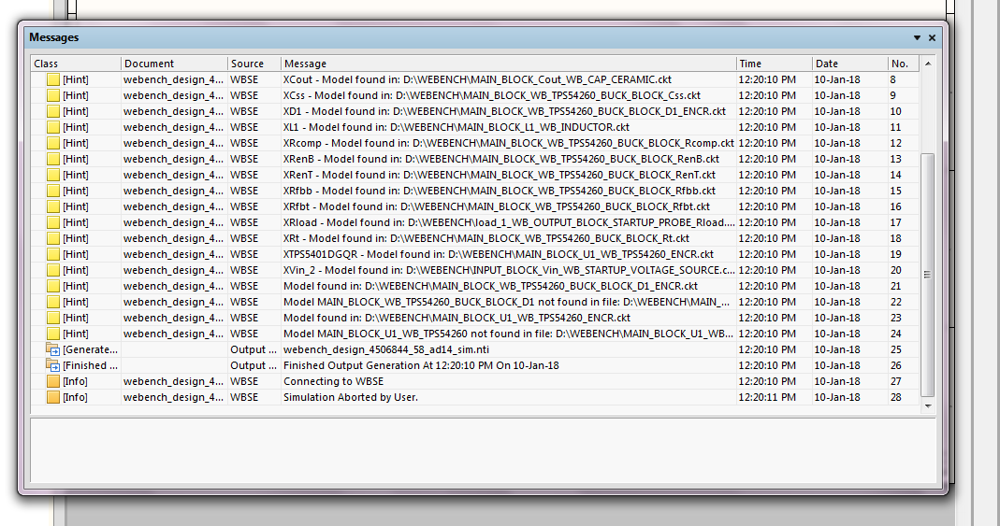 Messages
Class Document Source Message Time Date No.
[Hint] webench_design_4... WBSE XCout - Model found in: D:\WEBENCH\MAIN_BLOCK_Cout_WB_CAP_CERAMIC.ckt 12:20:10 PM 10-Jan-18 8
[Hint] webench_design_4... WBSE XCss - Model found in: D:\WEBENCH\MAIN_BLOCK_WB_TPS54260_BUCK_BLOCK_Css.ckt 12:20:10 PM 10-Jan-18 9
[Hint] webench_design_4... WBSE XD1 - Model found in: D:\WEBENCH\MAIN_BLOCK_WB_TPS54260_BUCK_BLOCK_D1_ENCR.ckt 12:20:10 PM 10-Jan-18 10
[Hint] webench_design_4... WBSE XL1 - Model found in: D:\WEBENCH\MAIN_BLOCK_L1_WB_INDUCTOR.ckt 12:20:10 PM 10-Jan-18 11
[Hint] webench_design_4... WBSE XRcomp - Model found in: D:\WEBENCH\MAIN_BLOCK_WB_TPS54260_BUCK_BLOCK_Rcomp.ckt 12:20:10 PM 10-Jan-18 12
[Hint] webench_design_4... WBSE XRenB - Model found in: D:\WEBENCH\MAIN_BLOCK_WB_TPS54260_BUCK_BLOCK_RenB.ckt 12:20:10 PM 10-Jan-18 13
[Hint] webench_design_4... WBSE XRenT - Model found in: D:\WEBENCH\MAIN_BLOCK_WB_TPS54260_BUCK_BLOCK_RenT.ckt 12:20:10 PM 10-Jan-18 14
[Hint] webench_design_4... WBSE XRfbb - Model found in: D:\WEBENCH\MAIN_BLOCK_WB_TPS54260_BUCK_BLOCK_Rfbb.ckt 12:20:10 PM 10-Jan-18 15
[Hint] webench_design_4... WBSE XRfbt - Model found in: D:\WEBENCH\MAIN_BLOCK_WB_TPS54260_BUCK_BLOCK_Rfbt.ckt 12:20:10 PM 10-Jan-18 16
[Hint] webench_design_4... WBSE XRload - Model found in: D:\WEBENCH\load_1_WB_OUTPUT_BLOCK_STARTUP_PROBE_Rload.... 12:20:10 PM 10-Jan-18 17
[Hint] webench_design_4... WBSE XRt - Model found in: D:\WEBENCH\MAIN_BLOCK_WB_TPS54260_BUCK_BLOCK_Rt.ckt 12:20:10 PM 10-Jan-18 18
[Hint] webench_design_4... WBSE XTPS5401DGQR - Model found in: D:\WEBENCH\MAIN_BLOCK_U1_WB_TPS54260_ENCR.ckt 12:20:10 PM 10-Jan-18 19
[Hint] webench_design_4... WBSE XVin_2 - Model found in: D:\WEBENCH\INPUT_BLOCK_Vin_WB_STARTUP_VOLTAGE_SOURCE.c... 12:20:10 PM 10-Jan-18 20
[Hint] webench_design_4... WBSE Model found in: D:\WEBENCH\MAIN_BLOCK_WB_TPS54260_BUCK_BLOCK_D1_ENCR.ckt 12:20:10 PM 10-Jan-18 21
[Hint] webench_design_4... WBSE Model MAIN_BLOCK_WB_TPS54260_BUCK_BLOCK_D1 not found in file: D:\WEBENCH\MAIN_... 12:20:10 PM 10-Jan-18 22
[Hint] webench_design_4... WBSE Model found in: D:\WEBENCH\MAIN_BLOCK_U1_WB_TPS54260_ENCR.ckt 12:20:10 PM 10-Jan-18 23
[Hint] webench_design_4... WBSE Model MAIN_BLOCK_U1_WB_TPS54260 not found in file: D:\WEBENCH\MAIN_BLOCK_U1_WB... 12:20:10 PM 10-Jan-18 24
[Generate... Output ... webench_design_4506844_58_ad14_sim.nti 12:20:10 PM 10-Jan-18 25
[Finished ... Output ... Finished Output Generation At 12:20:10 PM On 10-Jan-18 12:20:10 PM 10-Jan-18 26
[Info] webench_design_4... WBSE Connecting to WBSE 12:20:10 PM 10-Jan-18 27
[Info] webench_design_4... WBSE Simulation Aborted by User. 12:20:11 PM 10-Jan-18 28